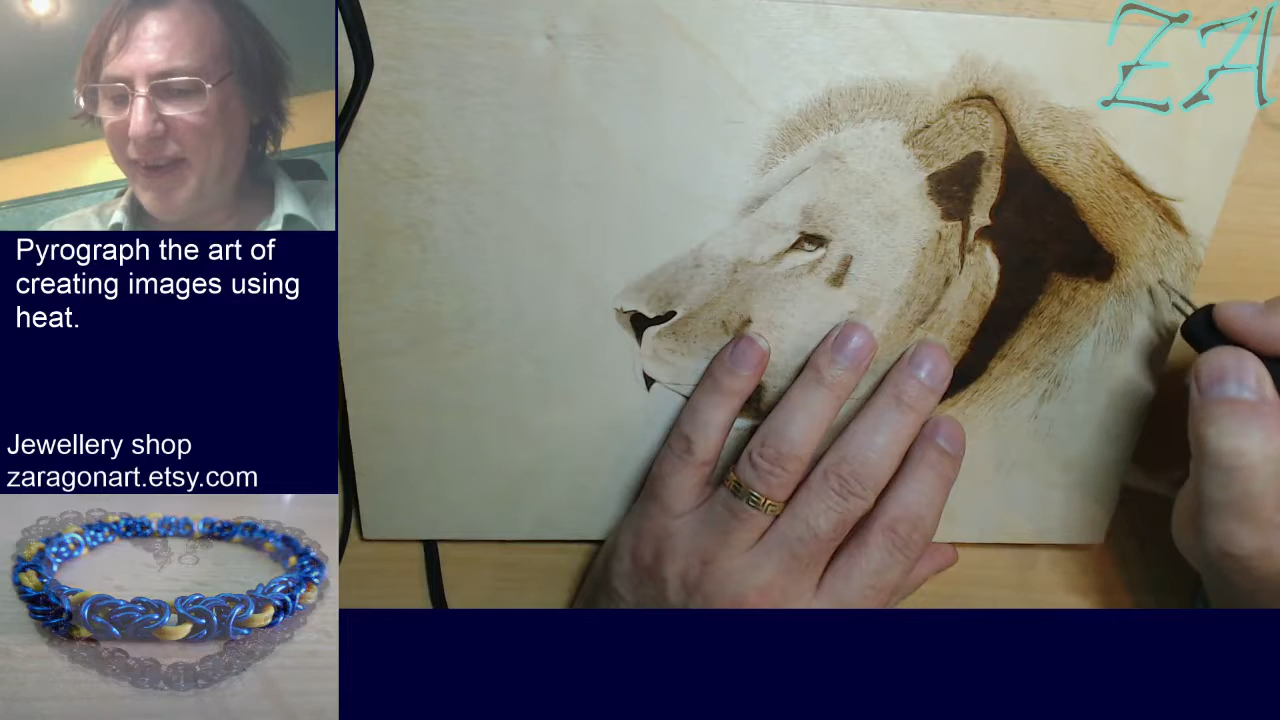 ZA
Pyrograph the art of
creating images using
heat.
Jewellery shop
zaragonart.etsy.com